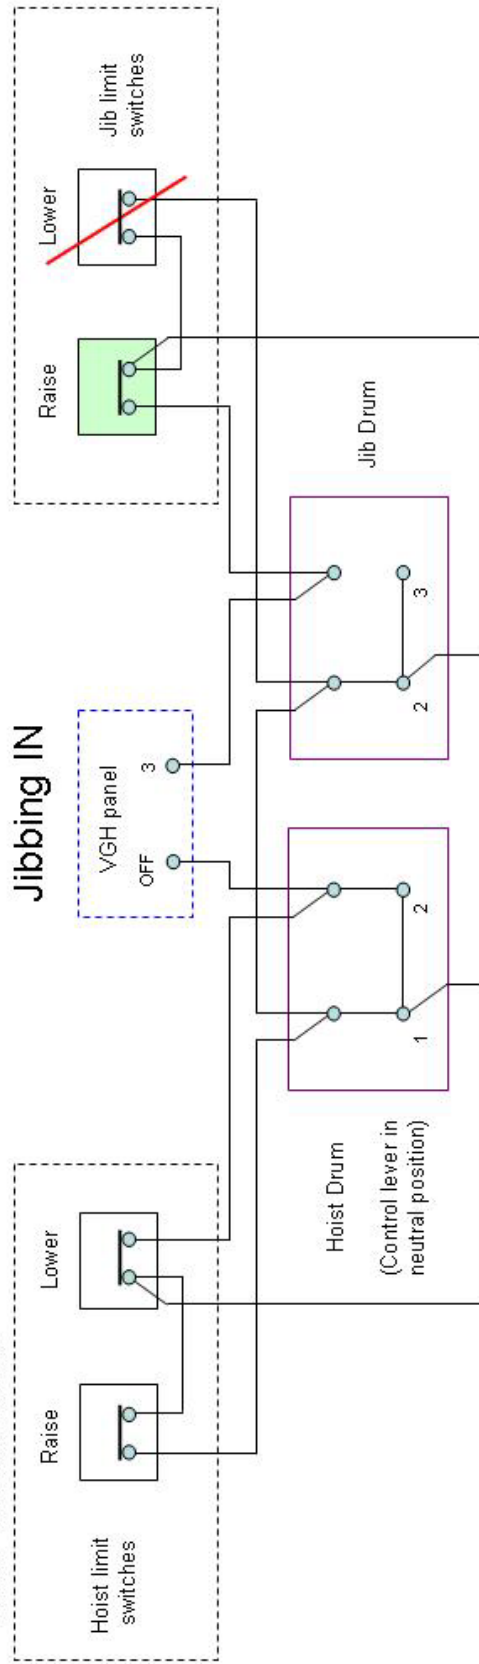 Jibbing IN
Hoist limit
switches
Raise
Lower
VGH panel
OFF
3
Raise
Lower
Jib limit
switches
Hoist Drum
(Control lever in
neutral position)
1
2
2
3
Jib Drum